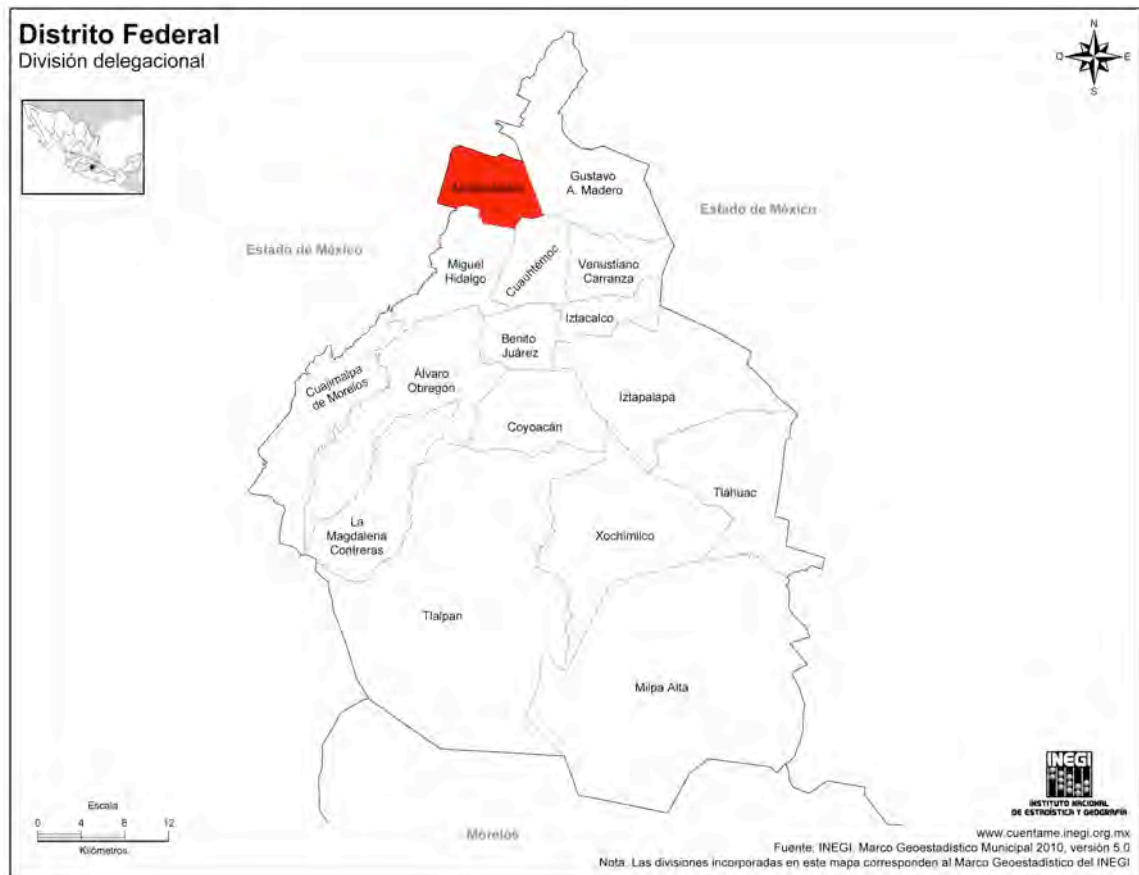 Distrito Federal
División delegacional
N
O
E
S
Gustavo
A. Madero
Estado de México
Estado de México
Miguel
Hidalgo
Cuauhtémoc
Venustiano
Carranza
Iztacalco
Benito
Juárez
Cuajimalpa
de Morelos
Álvaro
Obregón
Iztapalapa
Coyoacán
Tláhuac
La
Magdalena
Contreras
Xochimilco
Tlalpan
Milpa Alta
Morelos
Escala
0 4 8 12
Kilómetros
INEGI
INSTITUTO NACIONAL
DE ESTADÍSTICA Y GEOGRAFÍA
www.cuentame.inegi.org.mx
Fuente: INEGI. Marco Geoestadístico Municipal 2010, versión 5.0
Nota: Las divisiones incorporadas en este mapa corresponden al Marco Geoestadístico del INEGI